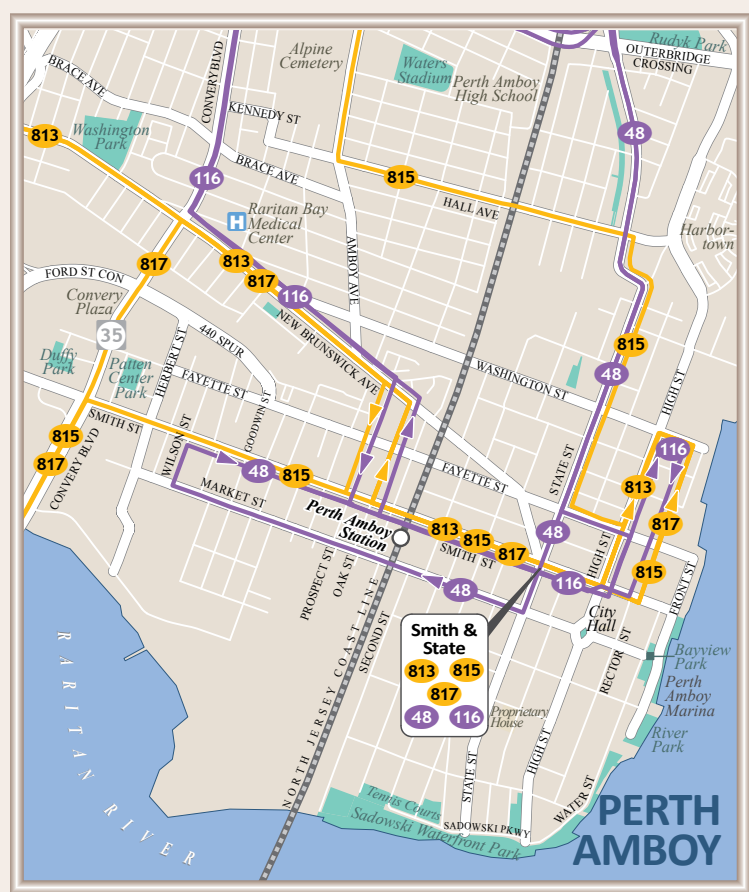 Rudyk Park
OUTERBRIDGE
CROSSING
Alpine
Cemetery
Waters
Stadium
Perth Amboy
High School
CONVERY BLVD
BRACE AVE
KENNEDY ST
813
Washington
Park
48
116
BRACE AVE
815
HALL AVE
H
Raritan Bay
Medical
Center
Harbor-
town
AMBOY AVE
817
813
817
116
FORD ST CON
Convery
Plaza
35
NEW BRUNSWICK AVE
440 SPUR
HERBERT ST
Duffy
Park
Patten
Center
Park
815
48
WASHINGTON ST
HIGH ST
FAYETTE ST
GOODWIN ST
SMITH ST
WILSON ST
815
817
CONVERY BLVD
48
815
MARKET ST
FAYETTE ST
STATE ST
116
813
817
815
Perth Amboy
Station
813
815
817
SMITH ST
48
HIGH ST
116
FRONT ST
PROSPECT ST
OAK ST
48
City
Hall
SECOND ST
NORTH JERSEY COAST LINE
Smith &
State
813
815
817
48
116
RECTOR ST
Bayview
Park
Perth
Amboy
Marina
River
Park
Proprietary
House
STATE ST
HIGH ST
WATER ST
RARITAN RIVER
Tennis Courts
SADOWSKI PKWY
Sadowski Waterfront Park
PERTH
AMBOY